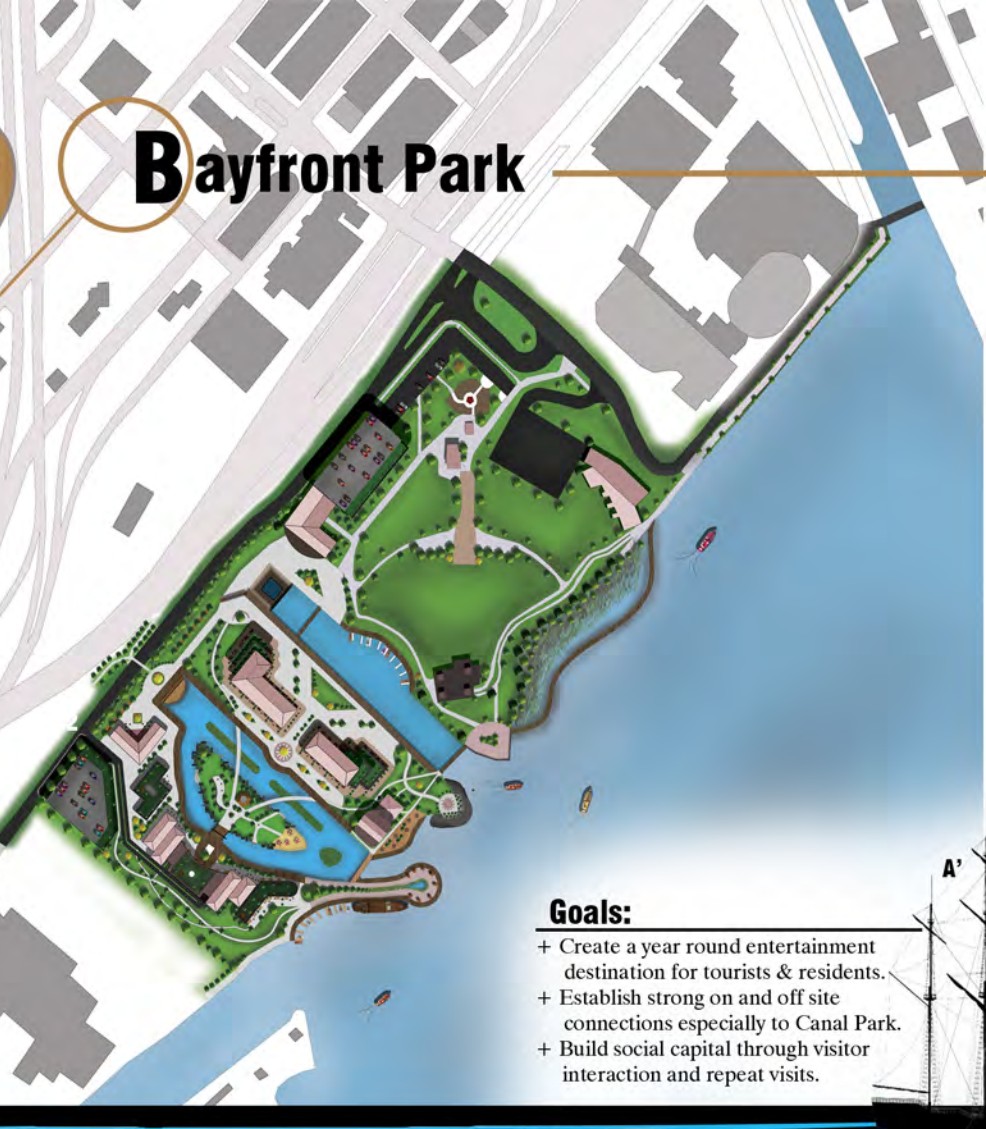 Bayfront Park
A'
Goals:
+ Create a year round entertainment
destination for tourists & residents.
+ Establish strong on and off site
connections especially to Canal Park.
+ Build social capital through visitor
interaction and repeat visits.